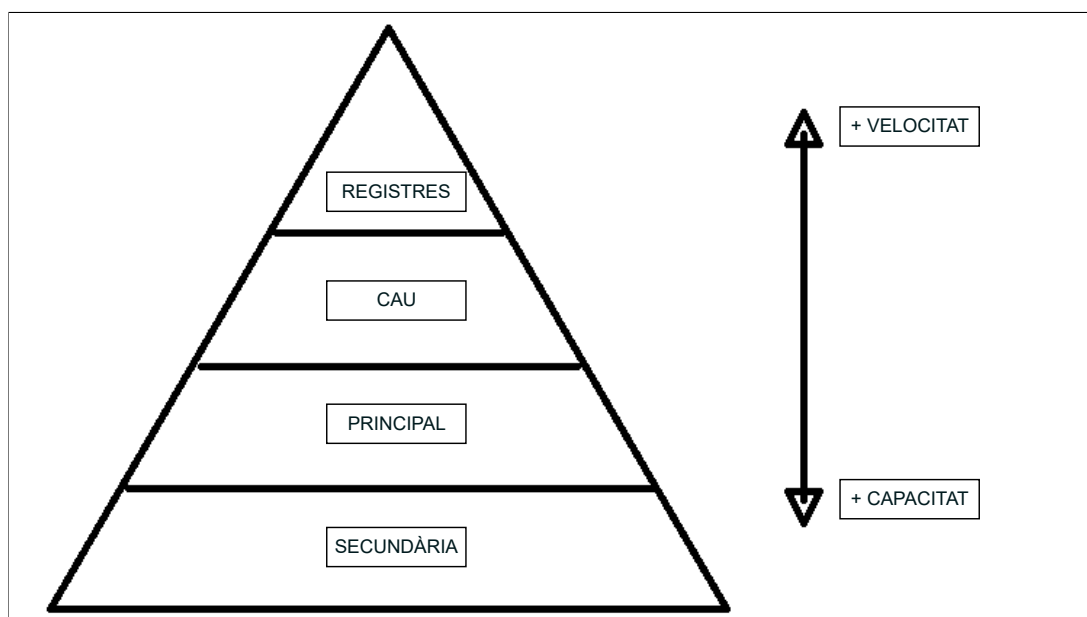 + VELOCITAT
REGISTRES
CAU
PRINCIPAL
+ CAPACITAT
SECUNDÀRIA